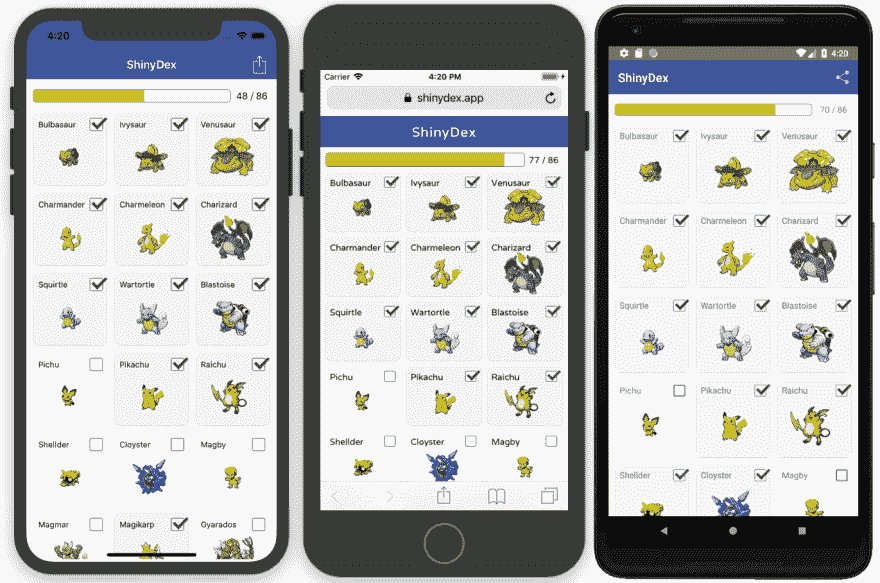 4:20
ShinyDex
48 / 86
Bulbasaur Ivysaur Venusaur
Charmander Charmeleon Charizard
Squirtle Wartortle Blastoise
Pichu Pikachu Raichu
Shellder Cloyster Magby
Magmar Magikarp Gyarados
Carrier 4:20 PM
shinydex.app
ShinyDex
77 / 86
Bulbasaur Ivysaur Venusaur
Charmander Charmeleon Charizard
Squirtle Wartortle Blastoise
Pichu Pikachu Raichu
Shellder Cloyster Magby
4:20
ShinyDex
70 / 86
Bulbasaur Ivysaur Venusaur
Charmander Charmeleon Charizard
Squirtle Wartortle Blastoise
Pichu Pikachu Raichu
Shellder Cloyster Magby